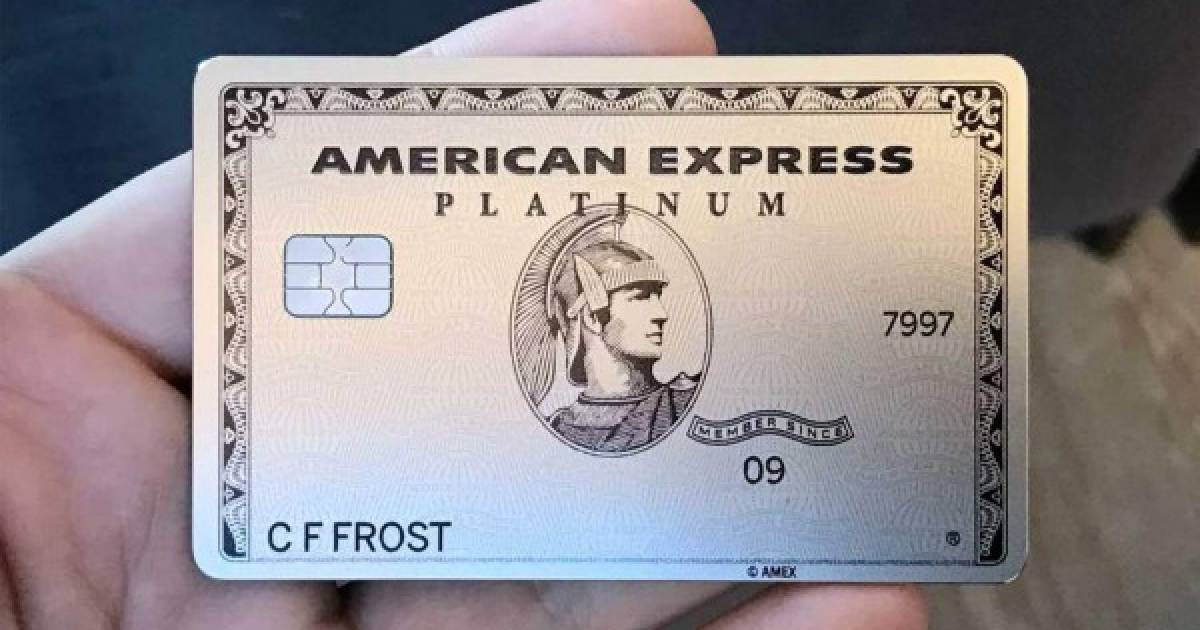 AMERICAN EXPRESS
PLATINUM
7997
MEMBER SINCE
09
C F FROST
®
© AMEX